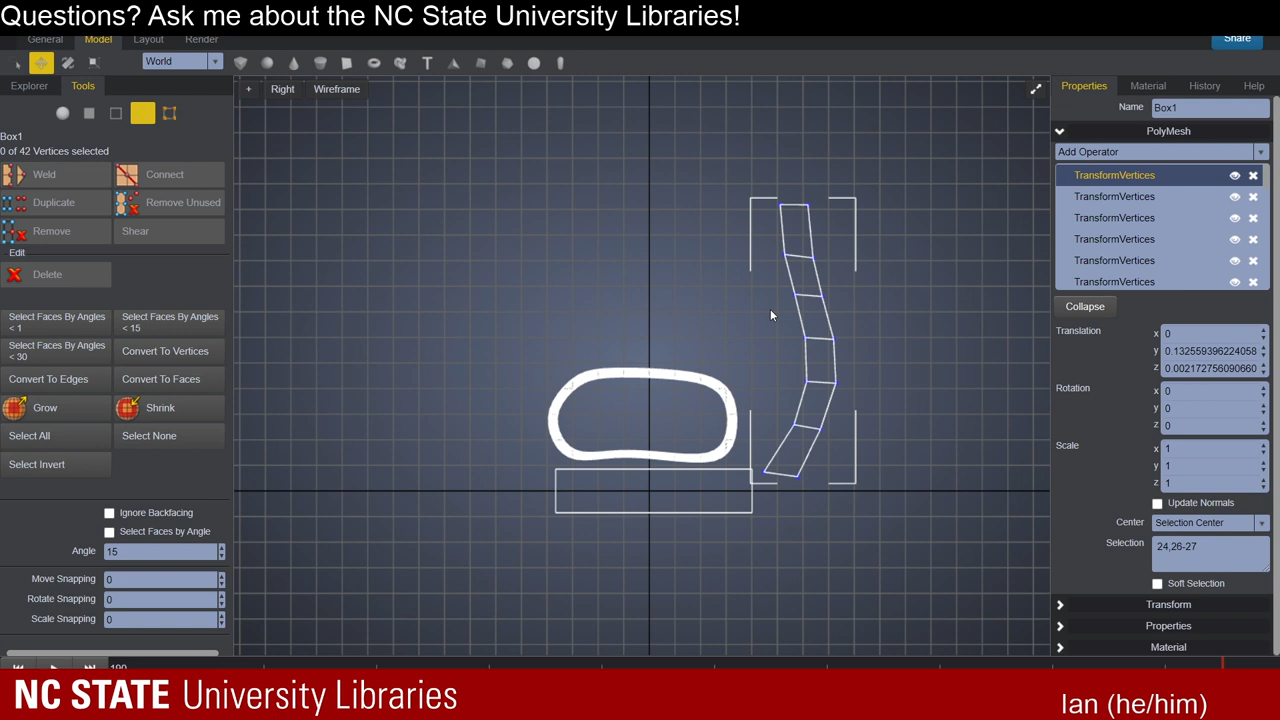 Questions? Ask me about the NC State University Libraries!
General Model Layout Render Share
World
Explorer Tools + Right Wireframe Properties Material History Help
Name Box1
Box1 PolyMesh
0 of 42 Vertices selected Add Operator
Weld Connect TransformVertices
Duplicate Remove Unused TransformVertices
Remove Shear TransformVertices
Edit TransformVertices
Delete TransformVertices
TransformVertices
Collapse
Select Faces By Angles < 1 Select Faces By Angles < 15 Translation x 0
Select Faces By Angles < 30 Convert To Vertices y 0.132559396224058
z 0.002172756090660
Convert To Edges Convert To Faces Rotation x 0
Grow Shrink y 0
z 0
Select All Select None Scale x 1
Select Invert y 1
z 1
Update Normals
Ignore Backfacing Center Selection Center
Select Faces by Angle Selection 24,26-27
Angle 15
Move Snapping 0 Soft Selection
Rotate Snapping 0 Transform
Scale Snapping 0 Properties
Material
190
NC STATE University Libraries
Ian (he/him)